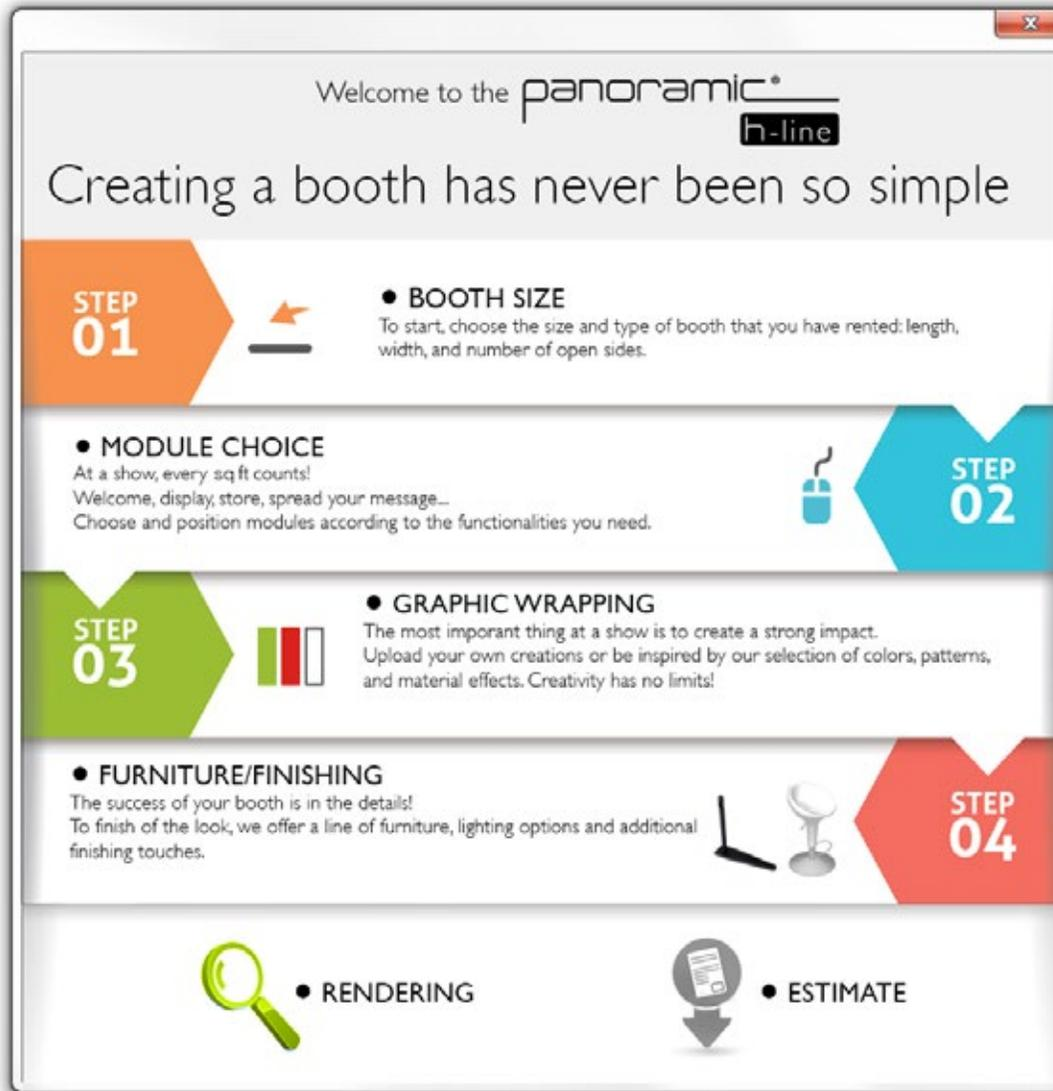 x
Welcome to the panoramic®
h-line
Creating a booth has never been so simple
STEP
01
• BOOTH SIZE
To start, choose the size and type of booth that you have rented: length,
width, and number of open sides.
• MODULE CHOICE
At a show, every sq ft counts!
Welcome, display, store, spread your message...
Choose and position modules according to the functionalities you need.
STEP
02
STEP
03
• GRAPHIC WRAPPING
The most imporant thing at a show is to create a strong impact.
Upload your own creations or be inspired by our selection of colors, patterns,
and material effects. Creativity has no limits!
• FURNITURE/FINISHING
The success of your booth is in the details!
To finish of the look, we offer a line of furniture, lighting options and additional
finishing touches.
STEP
04
• RENDERING
• ESTIMATE